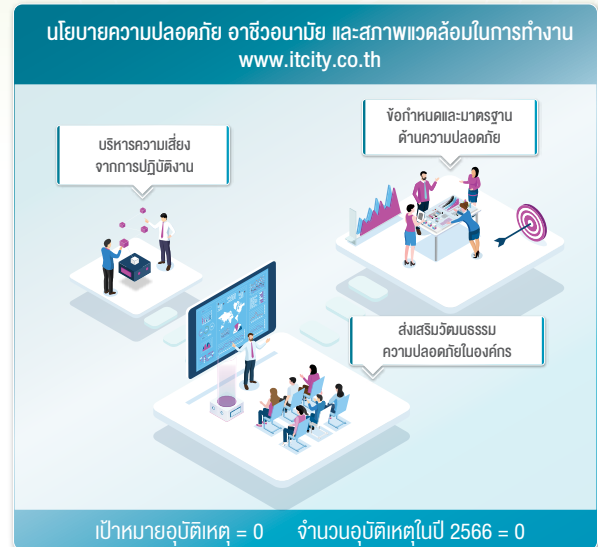 นโยบายความปลอดภัย อาชีวอนามัย และสภาพแวดล้อมในการทำงาน
www.itcity.co.th
ข้อกำหนดและมาตรฐาน
ด้านความปลอดภัย
บริหารความเสี่ยง
จากการปฏิบัติงาน
ส่งเสริมวัฒนธรรม
ความปลอดภัยในองค์กร
เป้าหมายอุบัติเหตุ = 0 จำนวนอุบัติเหตุในปี 2566 = 0